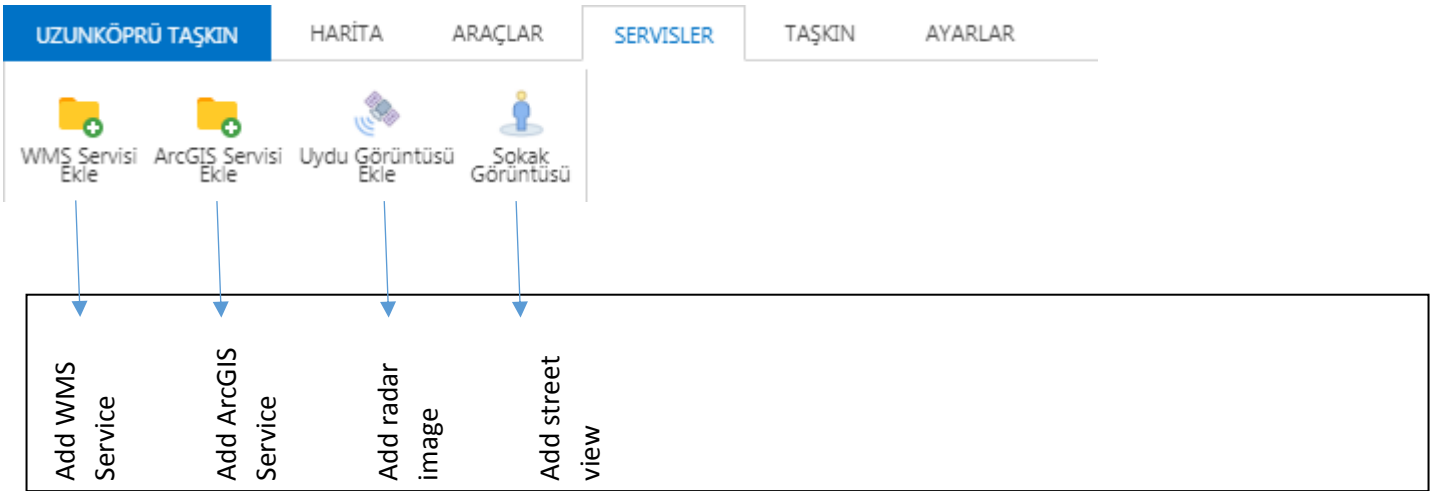 UZUNKÖPRÜ TAŞKIN HARİTA ARAÇLAR SERVISLER TAŞKIN AYARLAR
WMS Servisi
Ekle
ArcGIS Servisi
Ekle
Uydu Görüntüsü
Ekle
Sokak
Görüntüsü
Add WMS
Service
Add ArcGIS
Service
Add radar
image
Add street
view